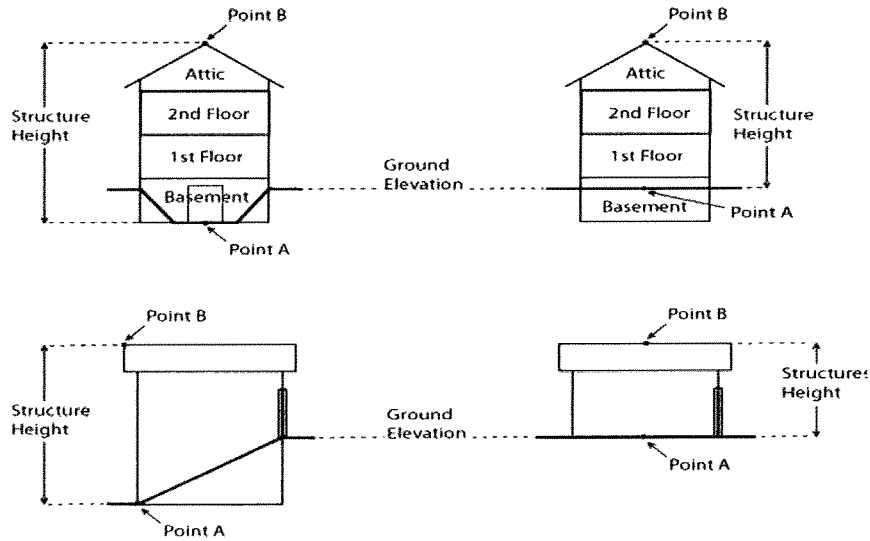 Point B
Attic
2nd Floor
1st Floor
Basement
Structure
Height
Point A
Ground
Elevation
Point B
Attic
2nd Floor
1st Floor
Basement
Structure
Height
Point A
Point B
Structure
Height
Point A
Ground
Elevation
Point B
Structures
Height
Point A